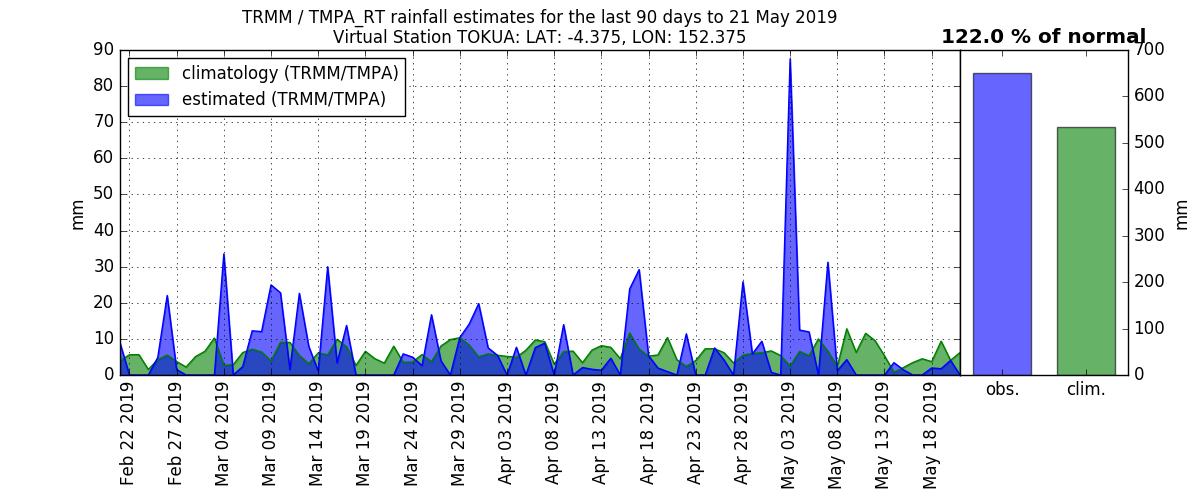 TRMM / TMPA_RT rainfall estimates for the last 90 days to 21 May 2019
Virtual Station TOKUA: LAT: -4.375, LON: 152.375
122.0 % of normal
climatology (TRMM/TMPA)
estimated (TRMM/TMPA)
90
80
70
60
50
40
30
20
10
0
mm
Feb 22 2019
Feb 27 2019
Mar 04 2019
Mar 09 2019
Mar 14 2019
Mar 19 2019
Mar 24 2019
Mar 29 2019
Apr 03 2019
Apr 08 2019
Apr 13 2019
Apr 18 2019
Apr 23 2019
Apr 28 2019
May 03 2019
May 08 2019
May 13 2019
May 18 2019
obs.
clim.
700
600
500
400
300
200
100
0
mm